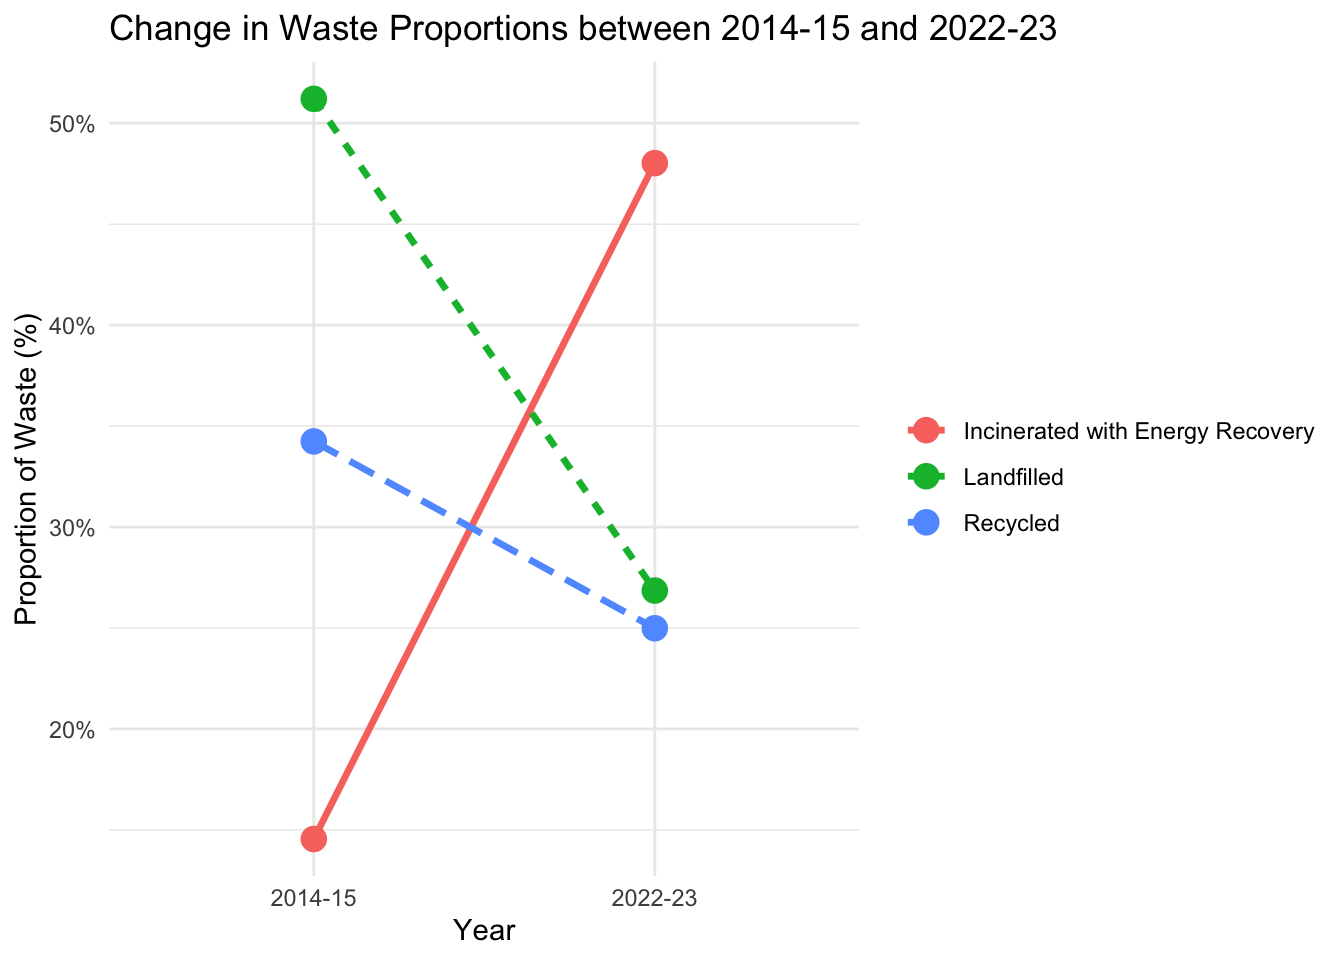 Change in Waste Proportions between 2014-15 and 2022-23
50%
40%
30%
20%
Proportion of Waste (%)
2014-15
2022-23
Year
Incinerated with Energy Recovery
Landfilled
Recycled